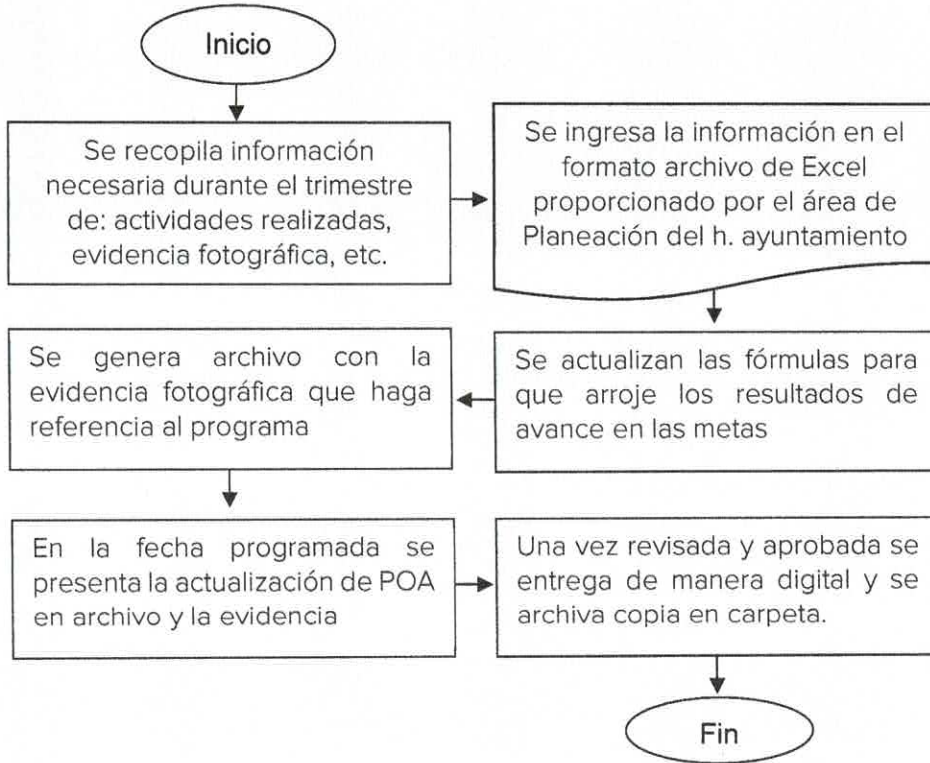 Inicio
Se recopila información
necesaria durante el trimestre
de: actividades realizadas,
evidencia fotográfica, etc.
Se ingresa la información en el
formato archivo de Excel
proporcionado por el área de
Planeación del h. ayuntamiento
Se actualizan las fórmulas para
que arroje los resultados de
avance en las metas
Se genera archivo con la
evidencia fotográfica que haga
referencia al programa
En la fecha programada se
presenta la actualización de POA
en archivo y la evidencia
Una vez revisada y aprobada se
entrega de manera digital y se
archiva copia en carpeta.
Fin